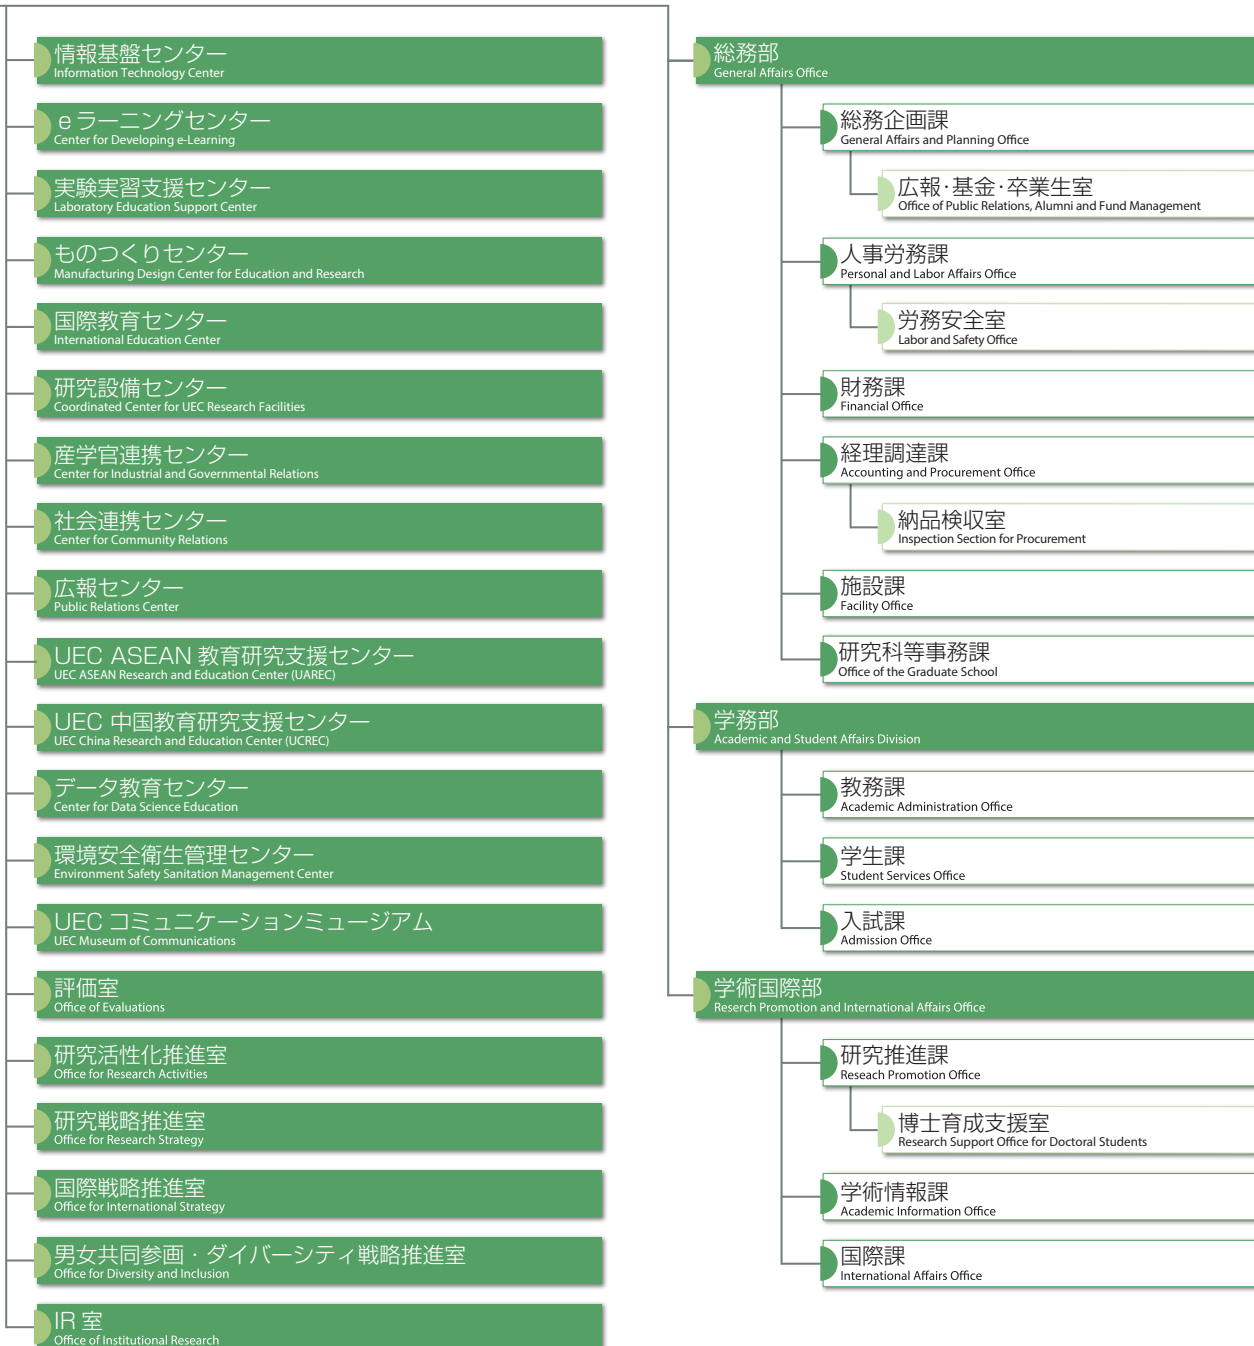 情報基盤センター
Information Technology Center
eラーニングセンター
Center for Developing e-Learning
実験実習支援センター
Laboratory Education Support Center
ものつくりセンター
Manufacturing Design Center for Education and Research
国際教育センター
International Education Center
研究設備センター
Coordinated Center for UEC Research Facilities
産学官連携センター
Center for Industrial and Governmental Relations
社会連携センター
Center for Community Relations
広報センター
Public Relations Center
UEC ASEAN 教育研究支援センター
UEC ASEAN Research and Education Center (UAREC)
UEC 中国教育研究支援センター
UEC China Research and Education Center (UCREC)
データ教育センター
Center for Data Science Education
環境安全衛生管理センター
Environment Safety Sanitation Management Center
UEC コミュニケーションミュージアム
UEC Museum of Communications
評価室
Office of Evaluations
研究活性化推進室
Office for Research Activities
研究戦略推進室
Office for Research Strategy
国際戦略推進室
Office for International Strategy
男女共同参画・ダイバーシティ戦略推進室
Office for Diversity and Inclusion
IR 室
Office of Institutional Research
総務部
General Affairs Office
総務企画課
General Affairs and Planning Office
広報・基金・卒業生室
Office of Public Relations, Alumni and Fund Management
人事労務課
Personal and Labor Affairs Office
労務安全室
Labor and Safety Office
財務課
Financial Office
経理調達課
Accounting and Procurement Office
納品検収室
Inspection Section for Procurement
施設課
Facility Office
研究科等事務課
Office of the Graduate School
学務部
Academic and Student Affairs Division
教務課
Academic Administration Office
学生課
Student Services Office
入試課
Admission Office
学術国際部
Reserch Promotion and International Affairs Office
研究推進課
Reseach Promotion Office
博士育成支援室
Research Support Office for Doctoral Students
学術情報課
Academic Information Office
国際課
International Affairs Office